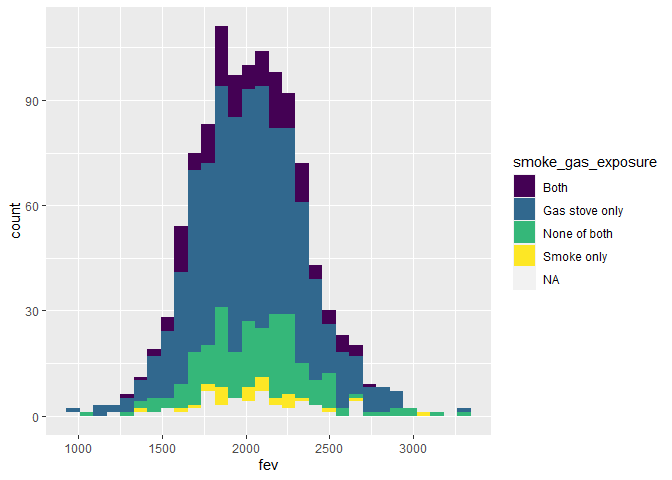 count
90
60
30
0
1000 1500 2000 2500 3000
fev
smoke_gas_exposure
Both
Gas stove only
None of both
Smoke only
NA